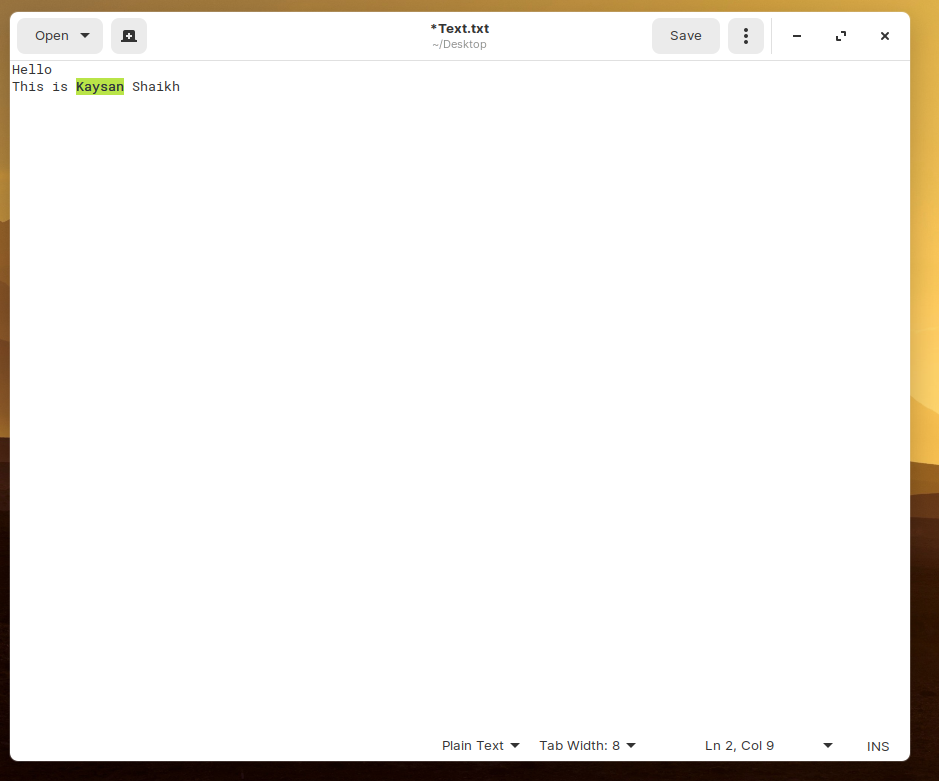 Open
*Text.txt
~/Desktop
Save
Hello
This is Kaysan Shaikh
Plain Text
Tab Width: 8
Ln 2, Col 9
INS